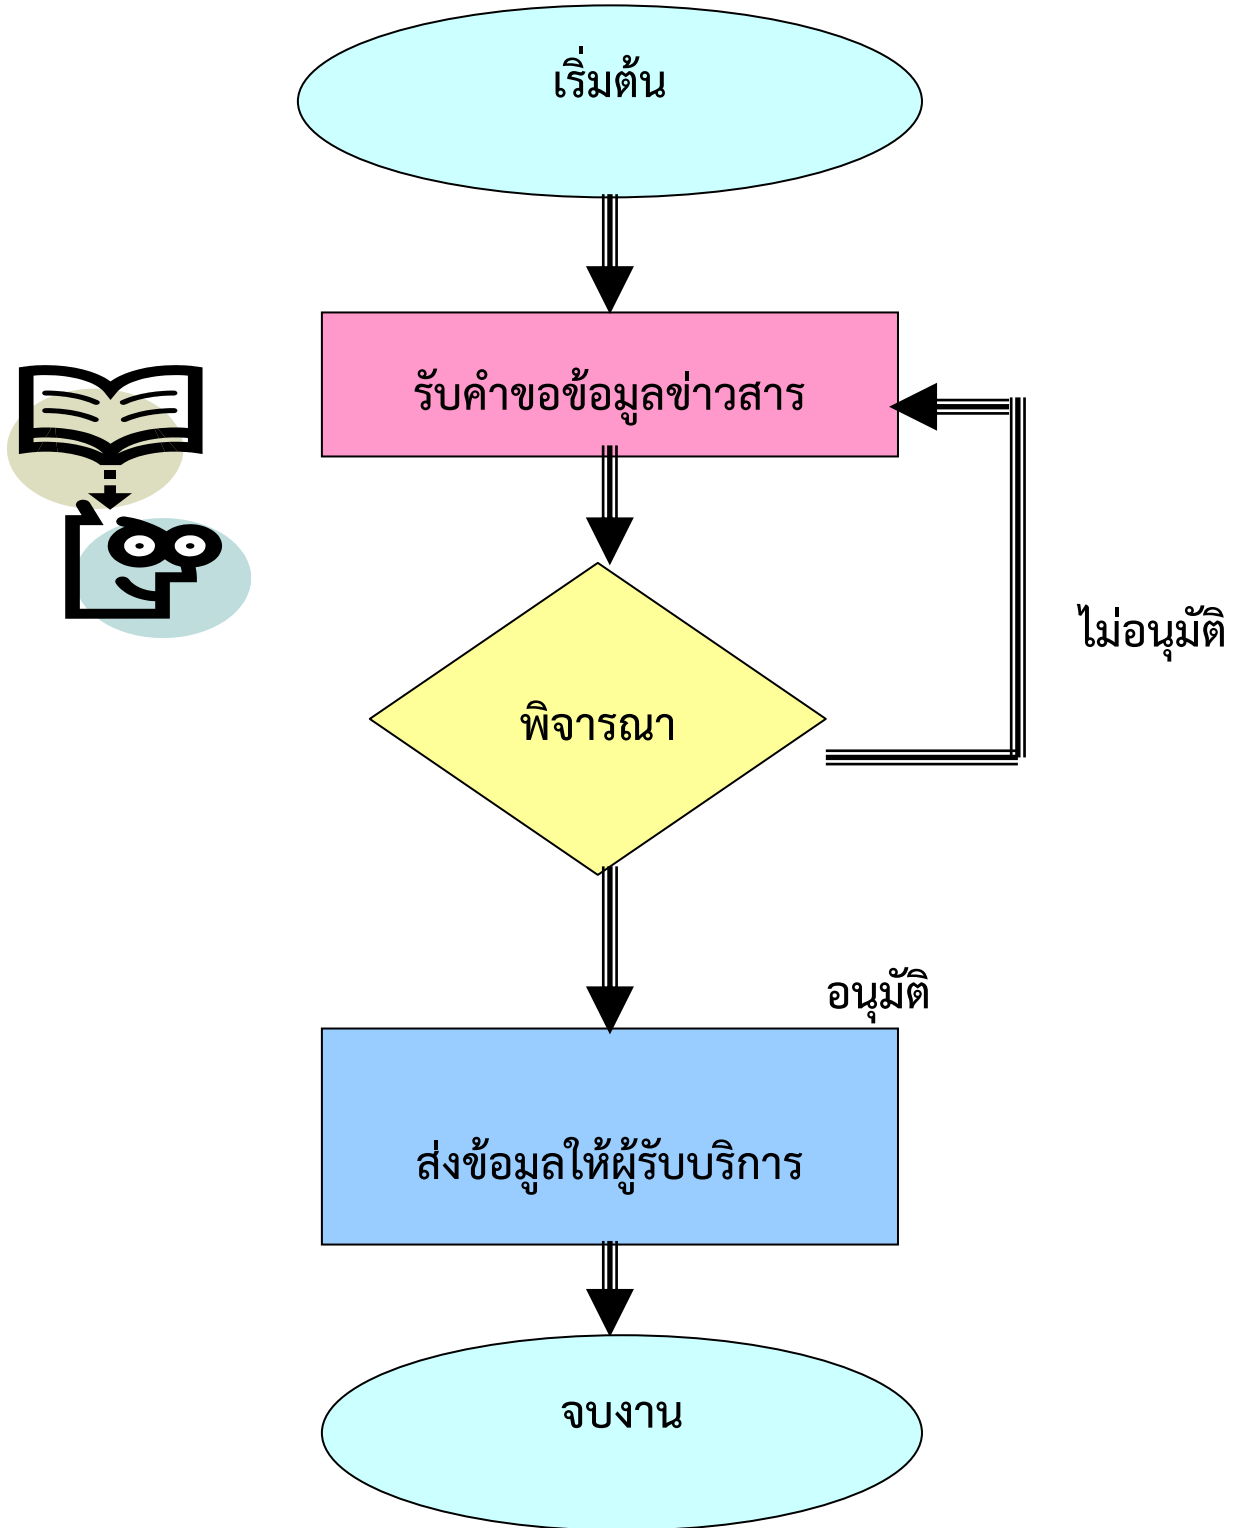 เริ่มต้น
รับคำขอข้อมูลข่าวสาร
ไม่อนุมัติ
พิจารณา
อนุมัติ
ส่งข้อมูลให้ผู้รับบริการ
จบงาน